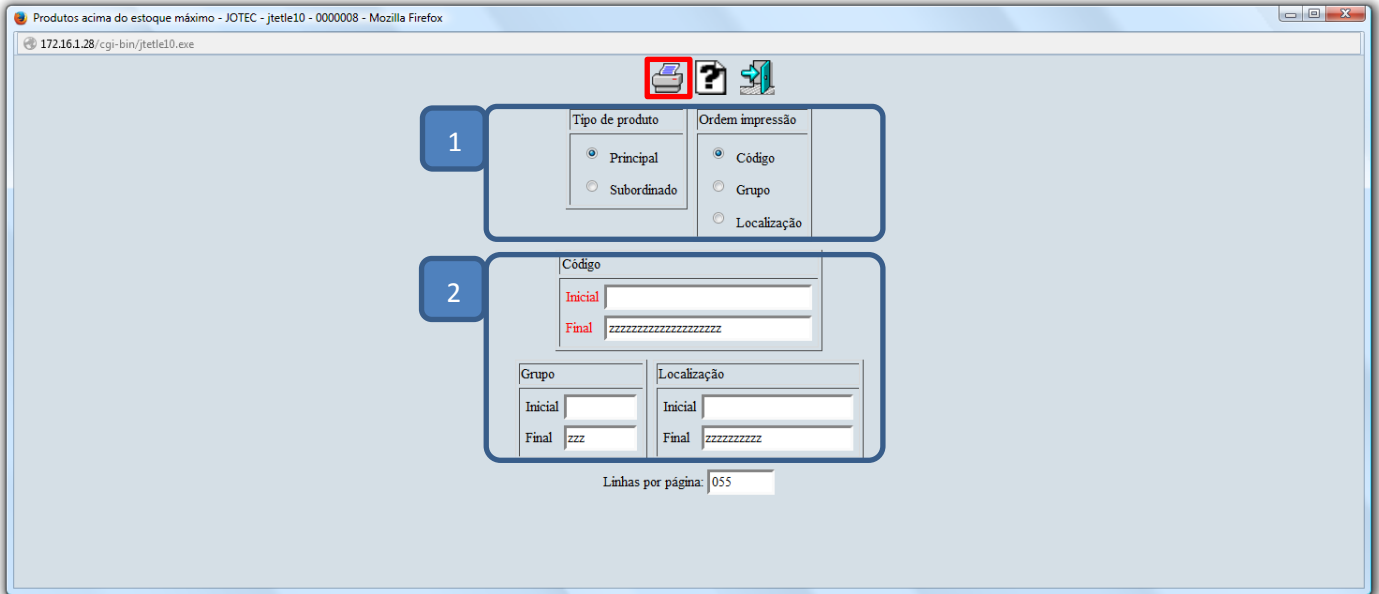 Produtos acima do estoque máximo - JOTEC - jtetle10 - 0000008 - Mozilla Firefox
172.16.1.28/cgi-bin/jtetle10.exe
1
Tipo de produto
Principal
Subordinado
Ordem impressão
Código
Grupo
Localização
2
Código
Inicial
Final zzzzzzzzzzzzzzzzzzzz
Grupo
Inicial
Final zzz
Localização
Inicial
Final zzzzzzzzzz
Linhas por página: 055